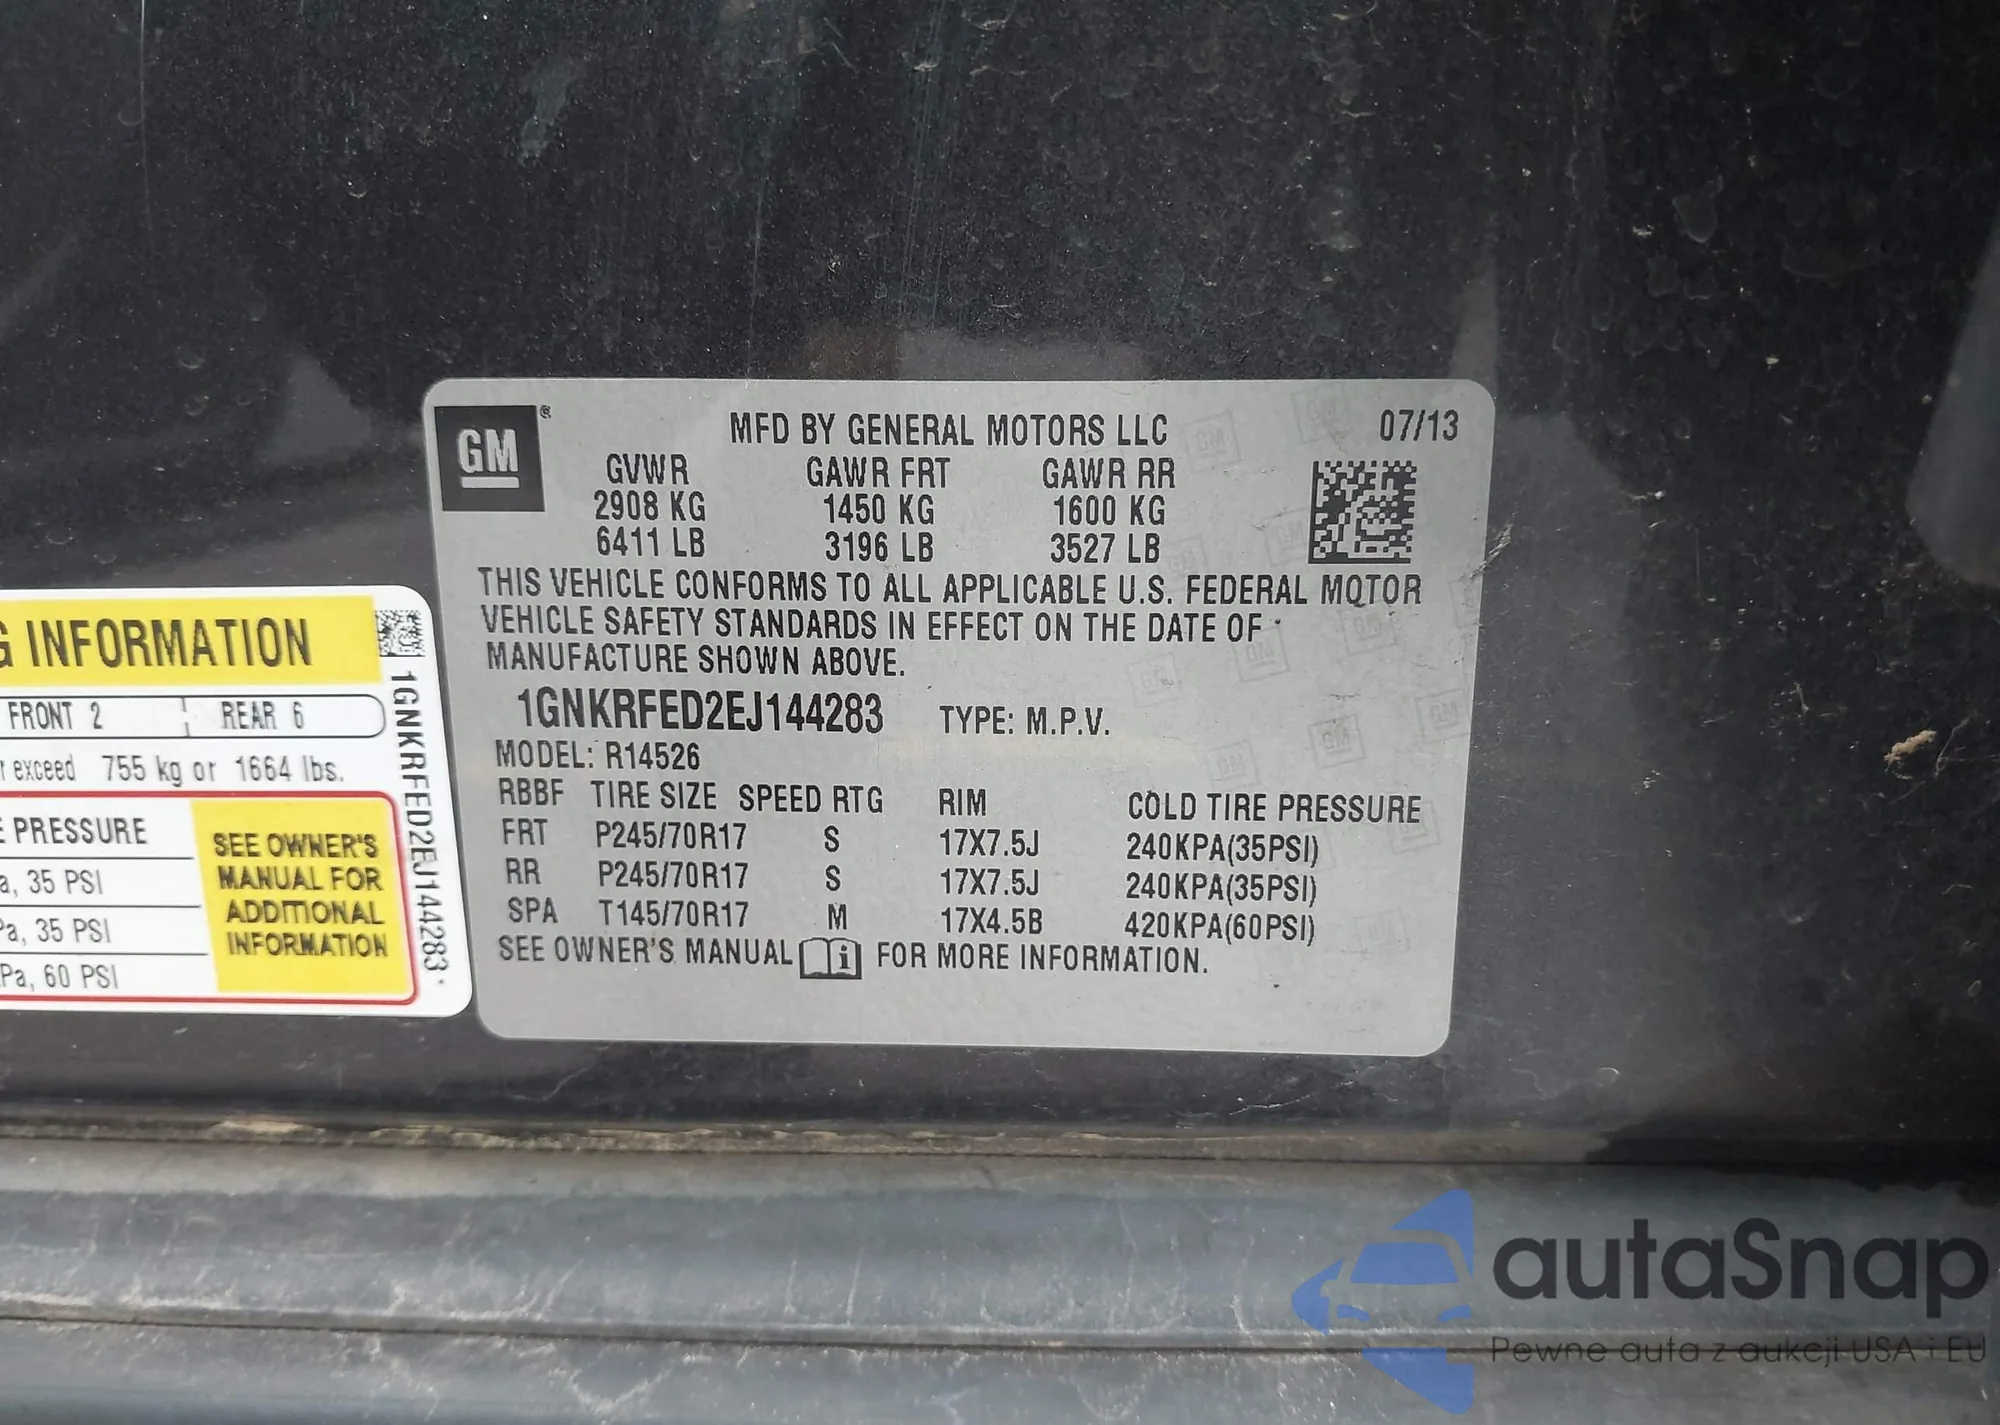 GM ®
MFD BY GENERAL MOTORS LLC 07/13
GVWR GAWR FRT GAWR RR
2908 KG 1450 KG 1600 KG
6411 LB 3196 LB 3527 LB
THIS VEHICLE CONFORMS TO ALL APPLICABLE U.S. FEDERAL MOTOR
VEHICLE SAFETY STANDARDS IN EFFECT ON THE DATE OF
MANUFACTURE SHOWN ABOVE.
1GNKRFED2EJ144283 TYPE: M.P.V.
MODEL: R14526
RBBF TIRE SIZE SPEED RTG RIM COLD TIRE PRESSURE
FRT P245/70R17 S 17X7.5J 240KPA(35PSI)
RR P245/70R17 S 17X7.5J 240KPA(35PSI)
SPA T145/70R17 M 17X4.5B 420KPA(60PSI)
SEE OWNER'S MANUAL i FOR MORE INFORMATION.
G INFORMATION
FRONT 2 REAR 6
r exceed 755 kg or 1664 lbs.
E PRESSURE
a, 35 PSI
Pa, 35 PSI
Pa, 60 PSI
SEE OWNER'S
MANUAL FOR
ADDITIONAL
INFORMATION
1GNKRFED2EJ144283
autaSnap
Pewne auta z aukcji USA i EU